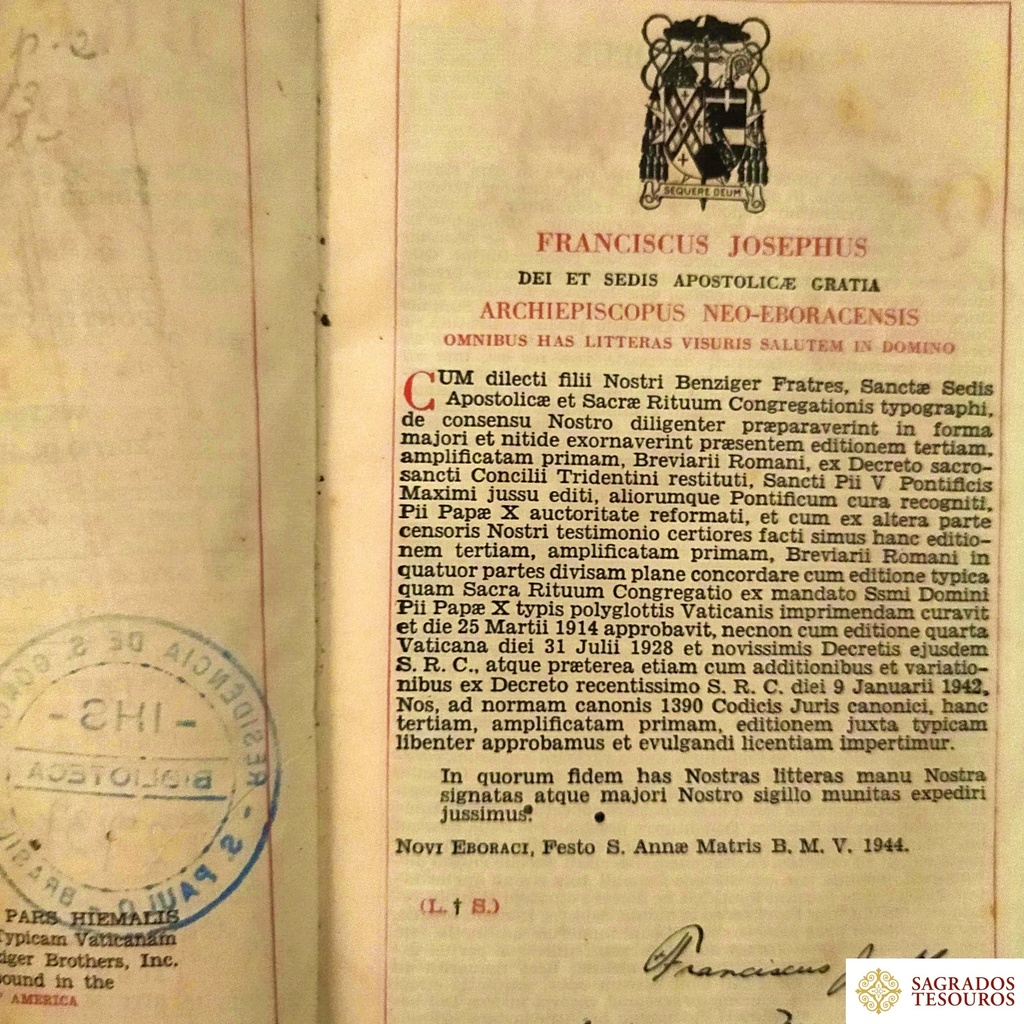 p. 2
PARS HIEMALIS
Typicam Vaticanam
Brothers, Inc.
in the
AMERICA
RESIDENCIA DE S.
- IHS -
BIBLIOTECA
S. PAULO - BRASIL
SEQUERE DEUM
FRANCISCUS JOSEPHUS
DEI ET SEDIS APOSTOLICÆ GRATIA
ARCHIEPISCOPUS NEO-EBORACENSIS
OMNIBUS HAS LITTERAS VISURIS SALUTEM IN DOMINO
CUM dilecti filii Nostri Benziger Fratres, Sanctæ Sedis
Apostolicæ et Sacræ Rituum Congregationis typographi,
de consensu Nostro diligenter præparaverint in forma
majori et nitide exornaverint præsentem editionem tertiam,
amplificatam primam, Breviarii Romani, ex Decreto sacro-
sancti Concilii Tridentini restituti, Sancti Pii V Pontificis
Maximi jussu editi, aliorumque Pontificum cura recogniti,
Pii Papæ X auctoritate reformati, et cum ex altera parte
censoris Nostri testimonio certiores facti simus hanc editio-
nem tertiam, amplificatam primam, Breviarii Romani in
quatuor partes divisam plane concordare cum editione typica
quam Sacra Rituum Congregatio ex mandato Ssmi Domini
Pii Papæ X typis polyglottis Vaticanis imprimendam curavit
et die 25 Martii 1914 approbavit, necnon cum editione quarta
Vaticana diei 31 Julii 1928 et novissimis Decretis ejusdem
S. R. C., atque præterea etiam cum additionibus et variatio-
nibus ex Decreto recentissimo S. R. C. diei 9 Januarii 1942,
Nos, ad normam canonis 1390 Codicis Juris canonici, hanc
tertiam, amplificatam primam, editionem juxta typicam
libenter approbamus et evulgandi licentiam impertimur.
In quorum fidem has Nostras litteras manu Nostra
signatas atque majori Nostro sigillo munitas expediri
jussimus.
NOVI EBORACI, Festo S. Annæ Matris B. M. V. 1944.
(L. † S.)
Franciscus
SAGRADOS
TESOUROS